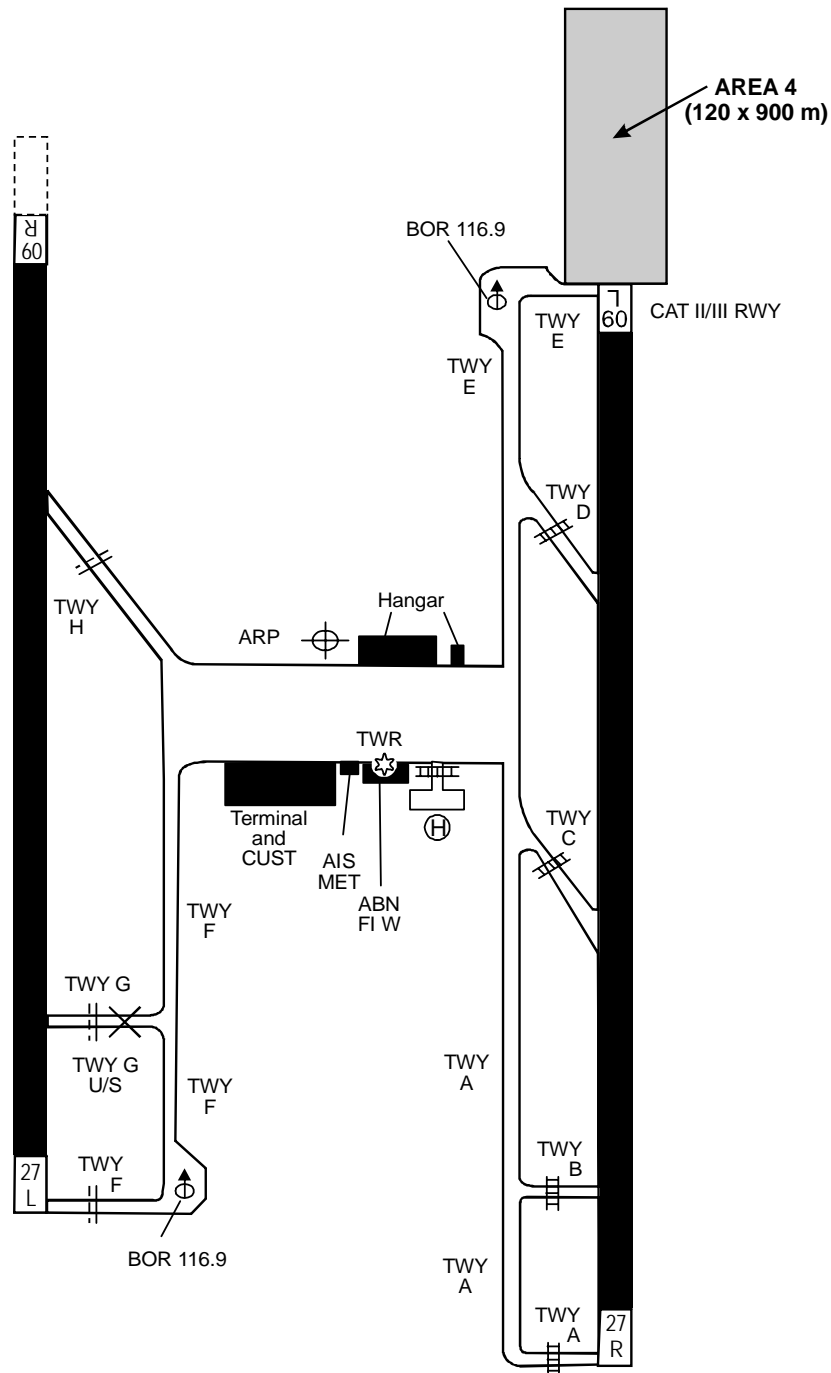 AREA 4
(120 x 900 m)
09
R
BOR 116.9
09
L
CAT II/III RWY
TWY
E
TWY
E
TWY
D
TWY
H
ARP
Hangar
TWR
Terminal
and
CUST
AIS
MET
H
ABN
FI W
TWY
C
TWY
F
TWY G
TWY G
U/S
TWY
F
TWY
A
TWY
B
27
L
TWY
F
BOR 116.9
TWY
A
TWY
A
27
R